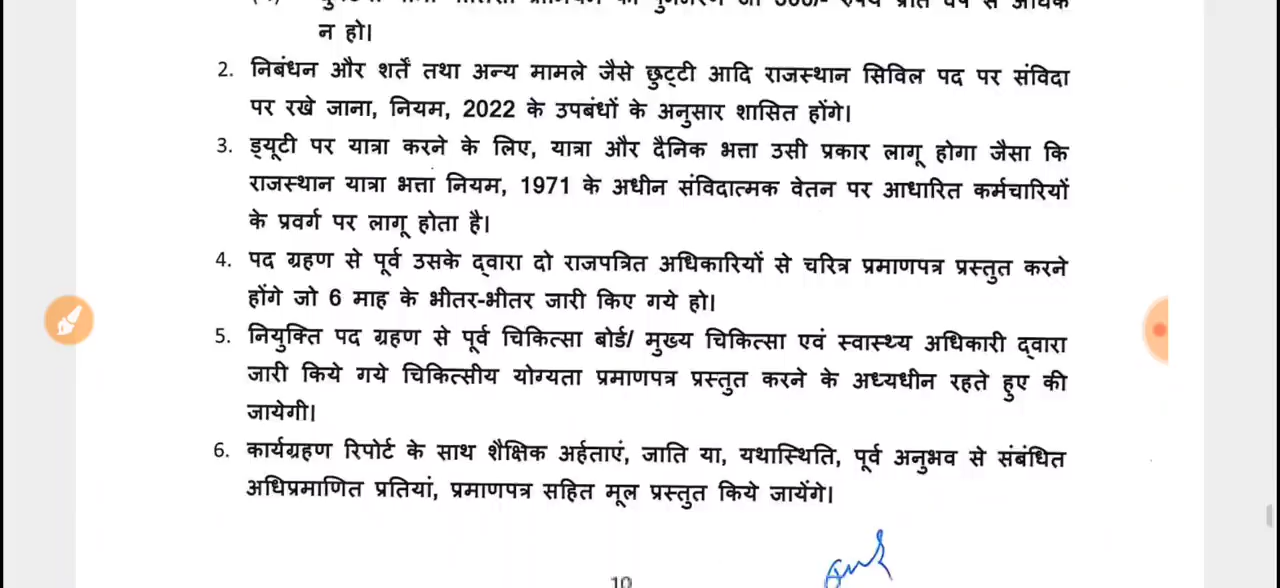 न हो।
2. निबंधन और शर्तें तथा अन्य मामले जैसे छुट्टी आदि राजस्थान सिविल पद पर संविदा
पर रखे जाना, नियम, 2022 के उपबंधों के अनुसार शासित होंगे।
3. ड्यूटी पर यात्रा करने के लिए, यात्रा और दैनिक भत्ता उसी प्रकार लागू होगा जैसा कि
राजस्थान यात्रा भत्ता नियम, 1971 के अधीन संविदात्मक वेतन पर आधारित कर्मचारियों
के प्रवर्ग पर लागू होता है।
4. पद ग्रहण से पूर्व उसके द्वारा दो राजपत्रित अधिकारियों से चरित्र प्रमाणपत्र प्रस्तुत करने
होंगे जो 6 माह के भीतर-भीतर जारी किए गये हो।
5. नियुक्ति पद ग्रहण से पूर्व चिकित्सा बोर्ड/ मुख्य चिकित्सा एवं स्वास्थ्य अधिकारी द्वारा
जारी किये गये चिकित्सीय योग्यता प्रमाणपत्र प्रस्तुत करने के अध्यधीन रहते हुए की
जायेगी।
6. कार्यग्रहण रिपोर्ट के साथ शैक्षिक अर्हताएं, जाति या, यथास्थिति, पूर्व अनुभव से संबंधित
अधिप्रमाणित प्रतियां, प्रमाणपत्र सहित मूल प्रस्तुत किये जायेंगे।
10